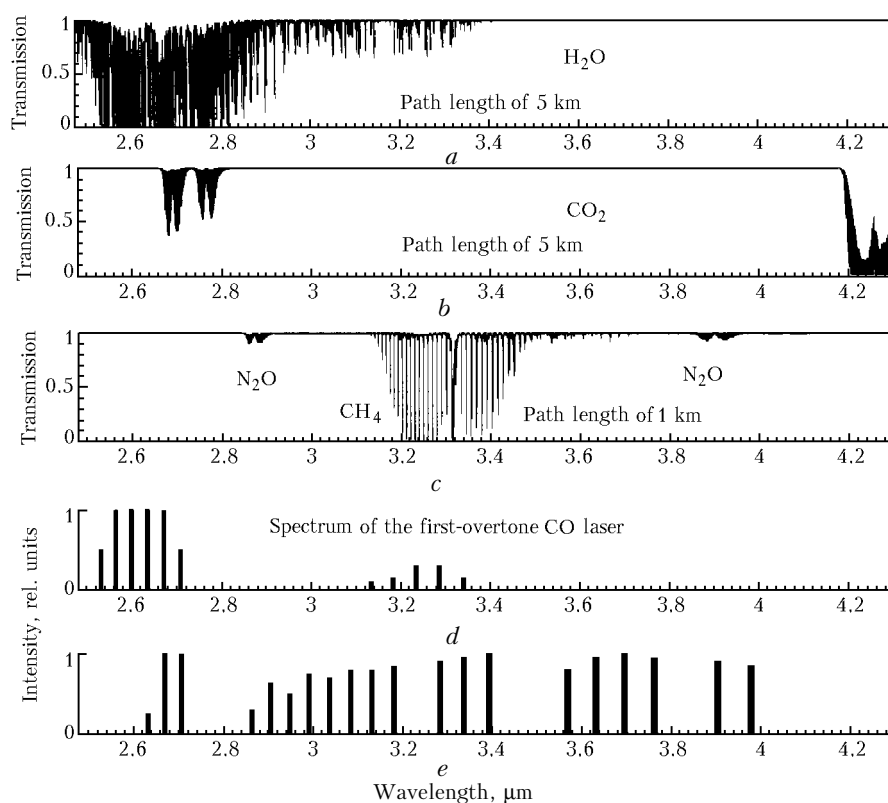 Transmission
1
0.5
0
H₂O
Path length of 5 km
2.6 2.8 3 3.2 3.4 3.6 3.8 4 4.2
a
Transmission
1
0.5
0
CO₂
Path length of 5 km
2.6 2.8 3 3.2 3.4 3.6 3.8 4 4.2
b
Transmission
1
0.5
0
N₂O
CH₄
N₂O
Path length of 1 km
2.6 2.8 3 3.2 3.4 3.6 3.8 4 4.2
c
Intensity, rel. units
1
0
Spectrum of the first-overtone CO laser
2.6 2.8 3 3.2 3.4 3.6 3.8 4 4.2
d
1
0
2.6 2.8 3 3.2 3.4 3.6 3.8 4 4.2
e
Wavelength, μm